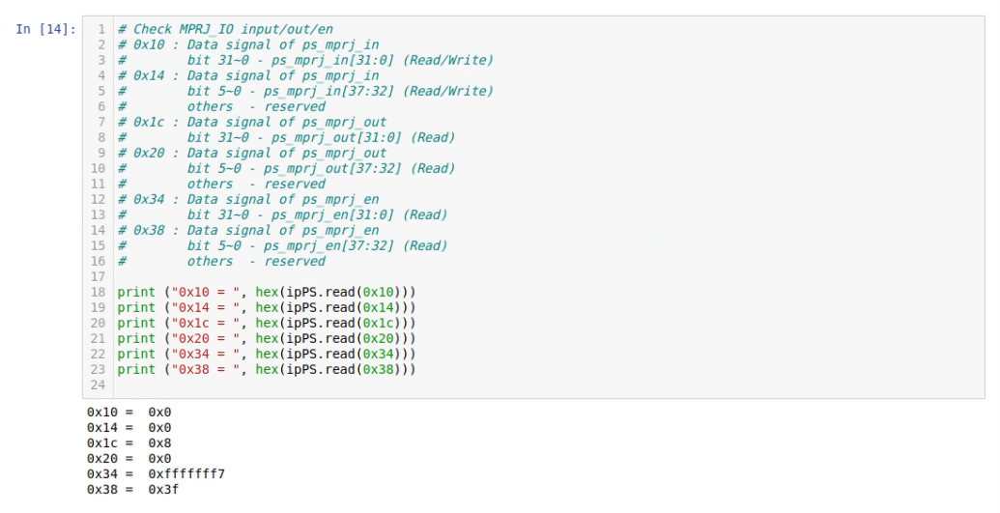 In [14]:
1 # Check MPRJ_IO input/out/en
2 # 0x10 : Data signal of ps_mprj_in
3 #        bit 31~0 - ps_mprj_in[31:0] (Read/Write)
4 # 0x14 : Data signal of ps_mprj_in
5 #        bit 5~0 - ps_mprj_in[37:32] (Read/Write)
6 #        others  - reserved
7 # 0x1c : Data signal of ps_mprj_out
8 #        bit 31~0 - ps_mprj_out[31:0] (Read)
9 # 0x20 : Data signal of ps_mprj_out
10 #        bit 5~0 - ps_mprj_out[37:32] (Read)
11 #        others  - reserved
12 # 0x34 : Data signal of ps_mprj_en
13 #        bit 31~0 - ps_mprj_en[31:0] (Read)
14 # 0x38 : Data signal of ps_mprj_en
15 #        bit 5~0 - ps_mprj_en[37:32] (Read)
16 #        others  - reserved
17
18 print ("0x10 = ", hex(ipPS.read(0x10)))
19 print ("0x14 = ", hex(ipPS.read(0x14)))
20 print ("0x1c = ", hex(ipPS.read(0x1c)))
21 print ("0x20 = ", hex(ipPS.read(0x20)))
22 print ("0x34 = ", hex(ipPS.read(0x34)))
23 print ("0x38 = ", hex(ipPS.read(0x38)))
24
0x10 =  0x0
0x14 =  0x0
0x1c =  0x8
0x20 =  0x0
0x34 =  0xfffffff7
0x38 =  0x3f